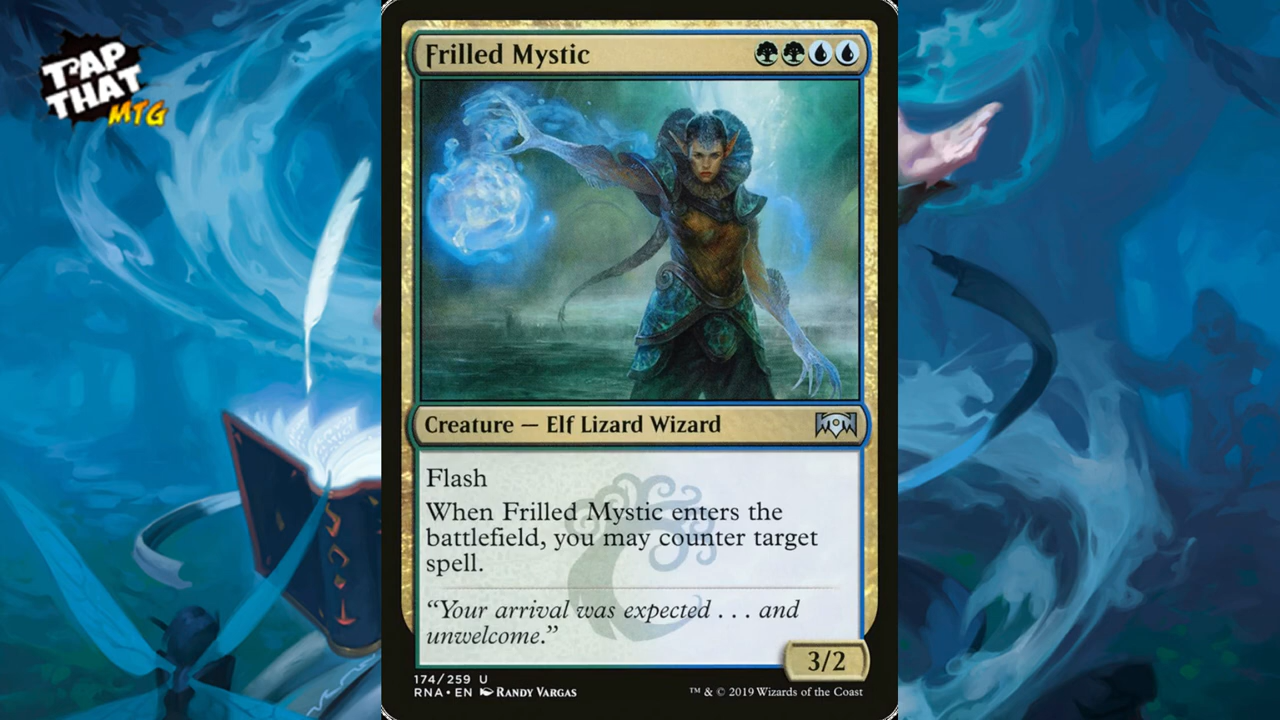 TAP
THAT
MTG
Frilled Mystic
Creature — Elf Lizard Wizard
Flash
When Frilled Mystic enters the
battlefield, you may counter target
spell.
“Your arrival was expected . . . and
unwelcome.”
3/2
174/259 U
RNA • EN Randy Vargas
™ & © 2019 Wizards of the Coast